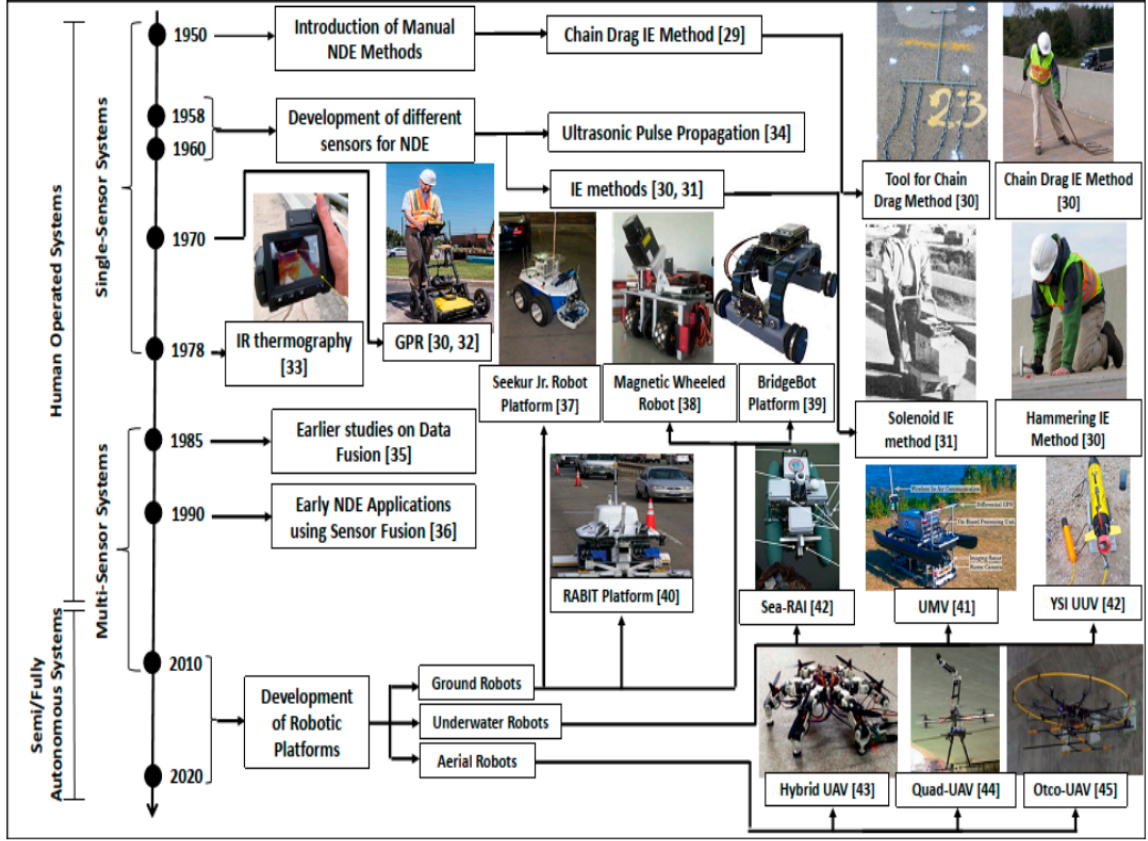 Human Operated Systems
Semi/Fully
Autonomous Systems
Single-Sensor Systems
Multi-Sensor Systems
1950
1958
1960
1970
1978
1985
1990
2010
2020
Introduction of Manual
NDE Methods
Chain Drag IE Method [29]
Development of different
sensors for NDE
Ultrasonic Pulse Propagation [34]
IE methods [30, 31]
23
Tool for Chain
Drag Method [30]
Chain Drag IE Method
[30]
IR thermography
[33]
GPR [30, 32]
Seekur Jr. Robot
Platform [37]
Magnetic Wheeled
Robot [38]
BridgeBot
Platform [39]
Solenoid IE
method [31]
Hammering IE
Method [30]
Earlier studies on Data
Fusion [35]
Early NDE Applications
using Sensor Fusion [36]
RABIT Platform [40]
Sea-RAI [42]
Differential GPS
UMV [41]
YSI UUV [42]
Development
of Robotic
Platforms
Ground Robots
Underwater Robots
Aerial Robots
Hybrid UAV [43]
Quad-UAV [44]
Otco-UAV [45]